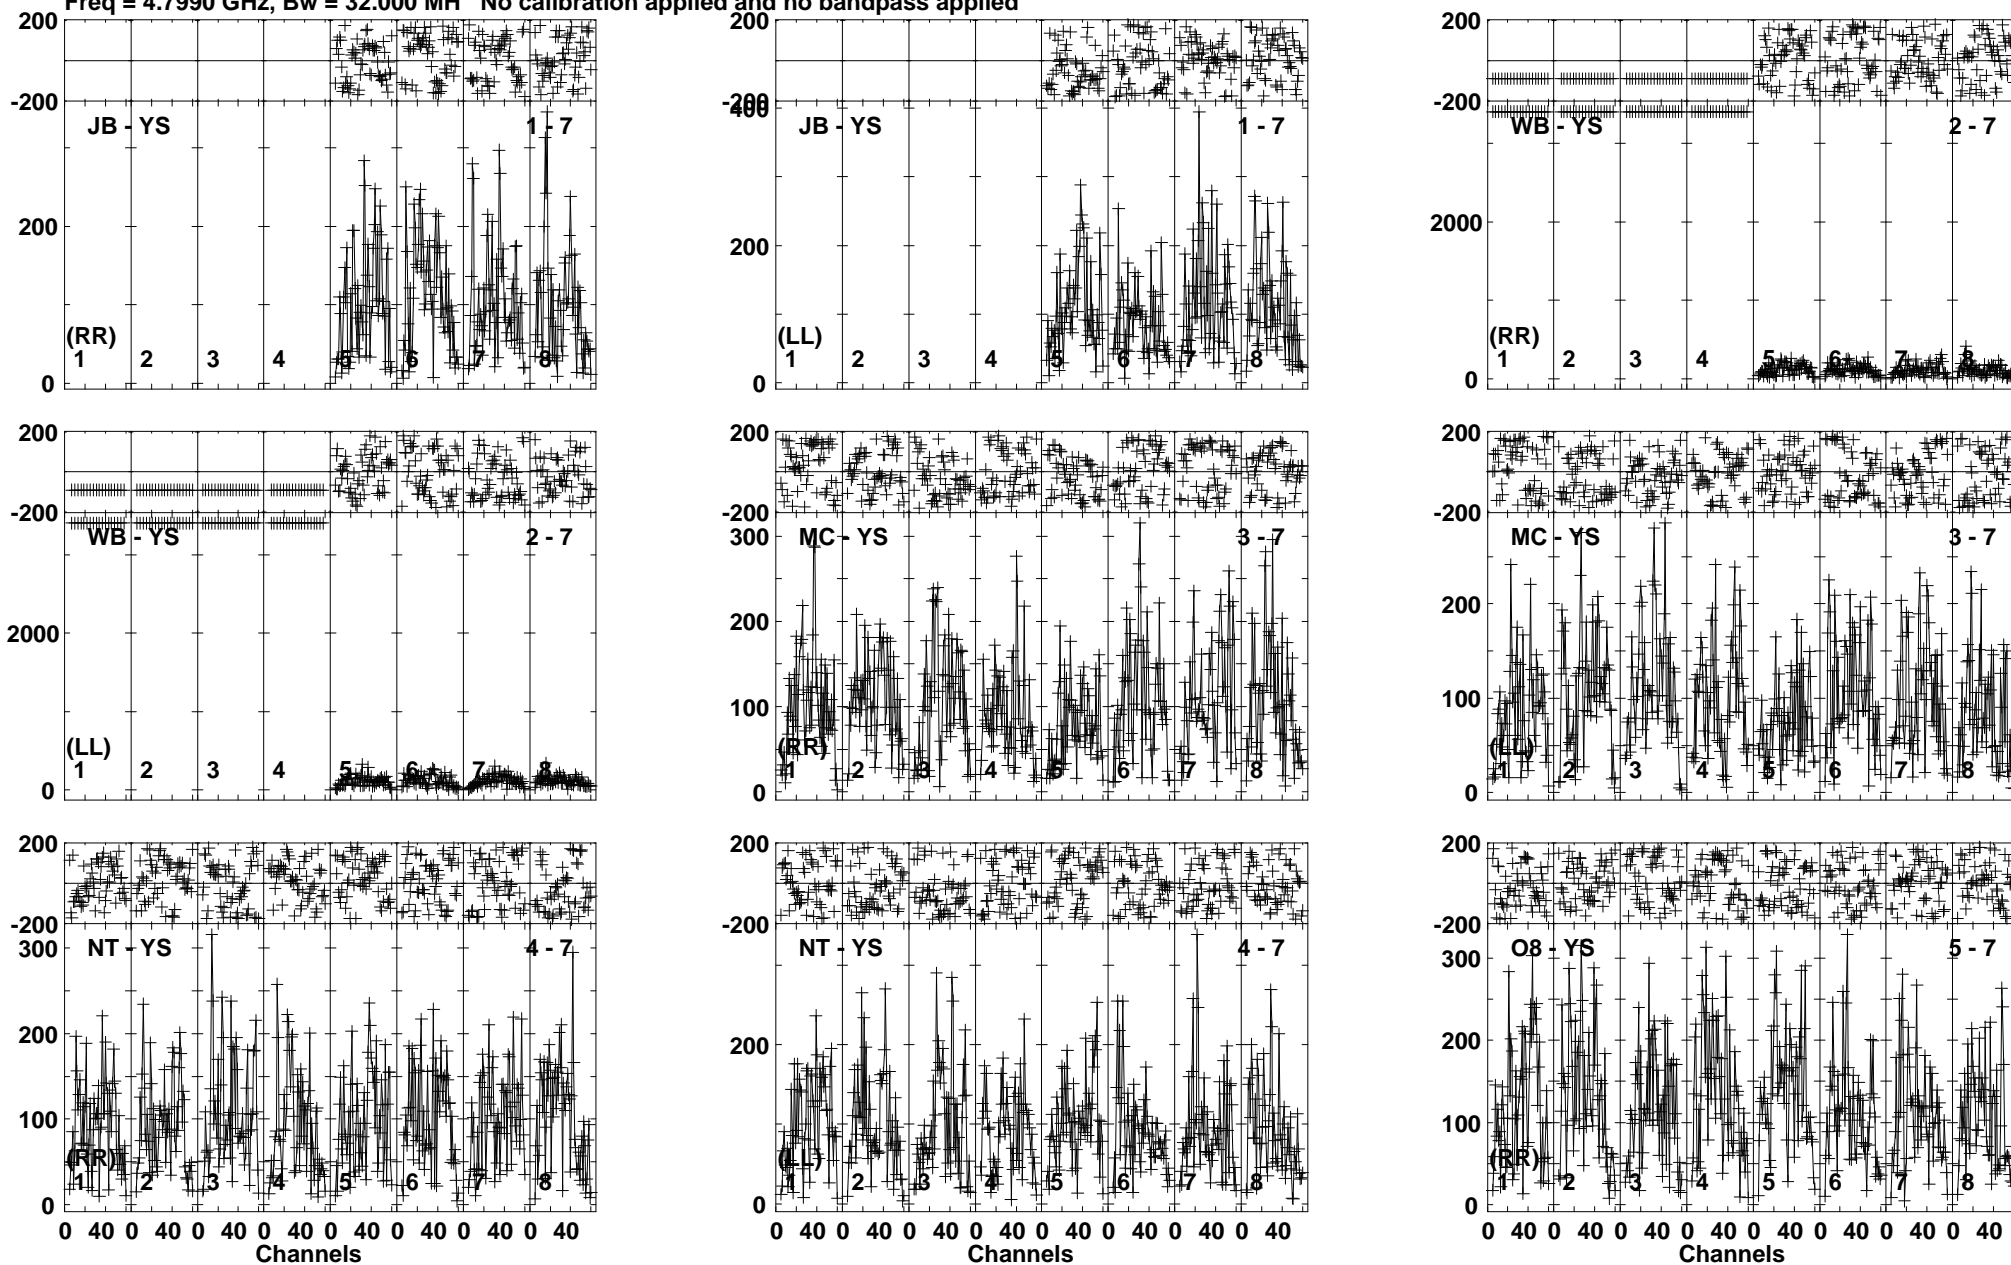 Freq = 4.7990 GHz, Bw = 32.000 MH No calibration applied and no bandpass applied
200
-200
JB - YS 1 - 7
200
(RR)
1 2 3 4 5 6 7 8
0
200
-200
400
JB - YS 1 - 7
200
(LL)
1 2 3 4 5 6 7 8
0
200
-200
WB - YS 2 - 7
2000
(RR)
1 2 3 4 5 6 7 8
0
200
-200
WB - YS 2 - 7
2000
(LL)
1 2 3 4 5 6 7 8
0
200
-200
300
MC - YS 3 - 7
200
100
(RR)
1 2 3 4 5 6 7 8
0
200
-200
MC - YS 3 - 7
200
100
(LL)
1 2 3 4 5 6 7 8
0
200
-200
300
NT - YS 4 - 7
200
100
(RR)
1 2 3 4 5 6 7 8
0
0 40 0 40 0 40 0 40 0 40 0 40 0 40 0 40
Channels
200
-200
NT - YS 4 - 7
200
(LL)
1 2 3 4 5 6 7 8
0
0 40 0 40 0 40 0 40 0 40 0 40 0 40 0 40
Channels
200
-200
300
O8 - YS 5 - 7
200
100
(RR)
1 2 3 4 5 6 7 8
0
0 40 0 40 0 40 0 40 0 40 0 40 0 40 0 40
Channels